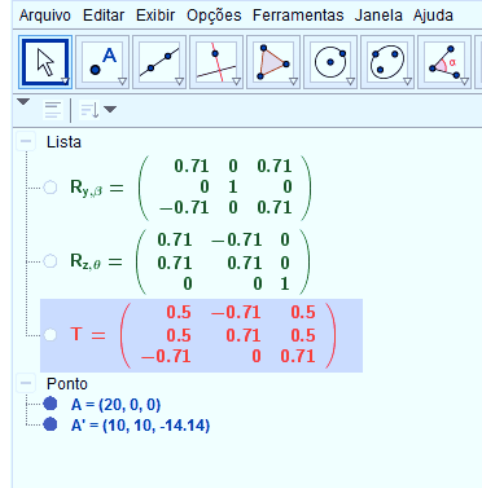 Arquivo Editar Exibir Opções Ferramentas Janela Ajuda
A
α
Lista
0.71 0 0.71
R_{y,β} = 0 1 0
−0.71 0 0.71
0.71 −0.71 0
R_{z,θ} = 0.71 0.71 0
0 0 1
0.5 −0.71 0.5
T = 0.5 0.71 0.5
−0.71 0 0.71
Ponto
A = (20, 0, 0)
A' = (10, 10, -14.14)